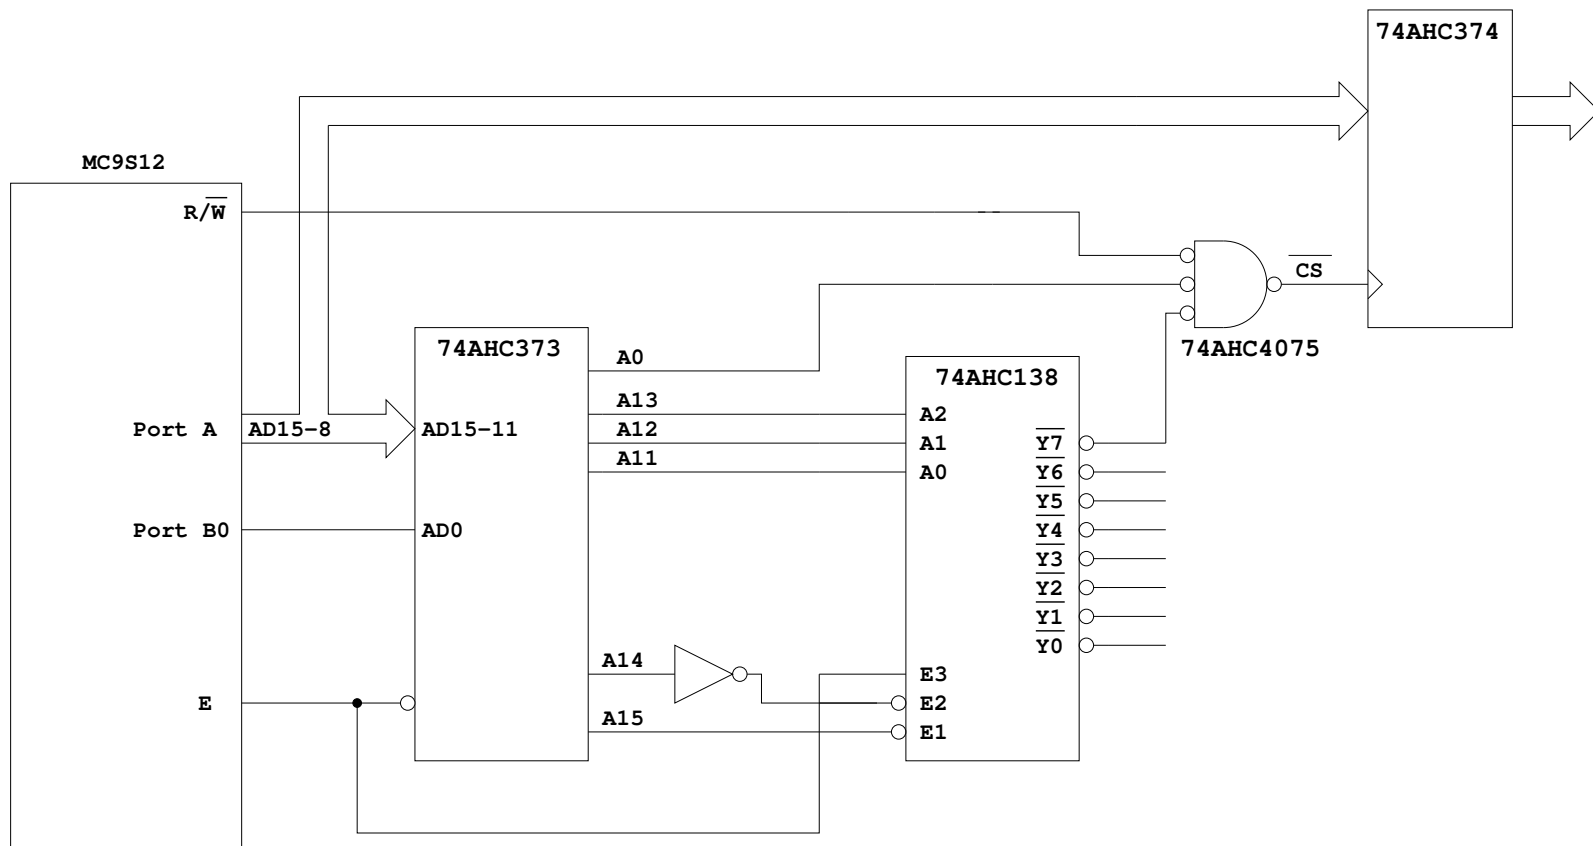 74AHC374
MC9S12
R/W
CS
74AHC4075
74AHC373
A0
74AHC138
A13
A2
Port A
AD15-8
AD15-11
A12
A1
Y7
A11
A0
Y6
Y5
Port B0
AD0
Y4
Y3
Y2
Y1
Y0
A14
E3
E
E2
A15
E1